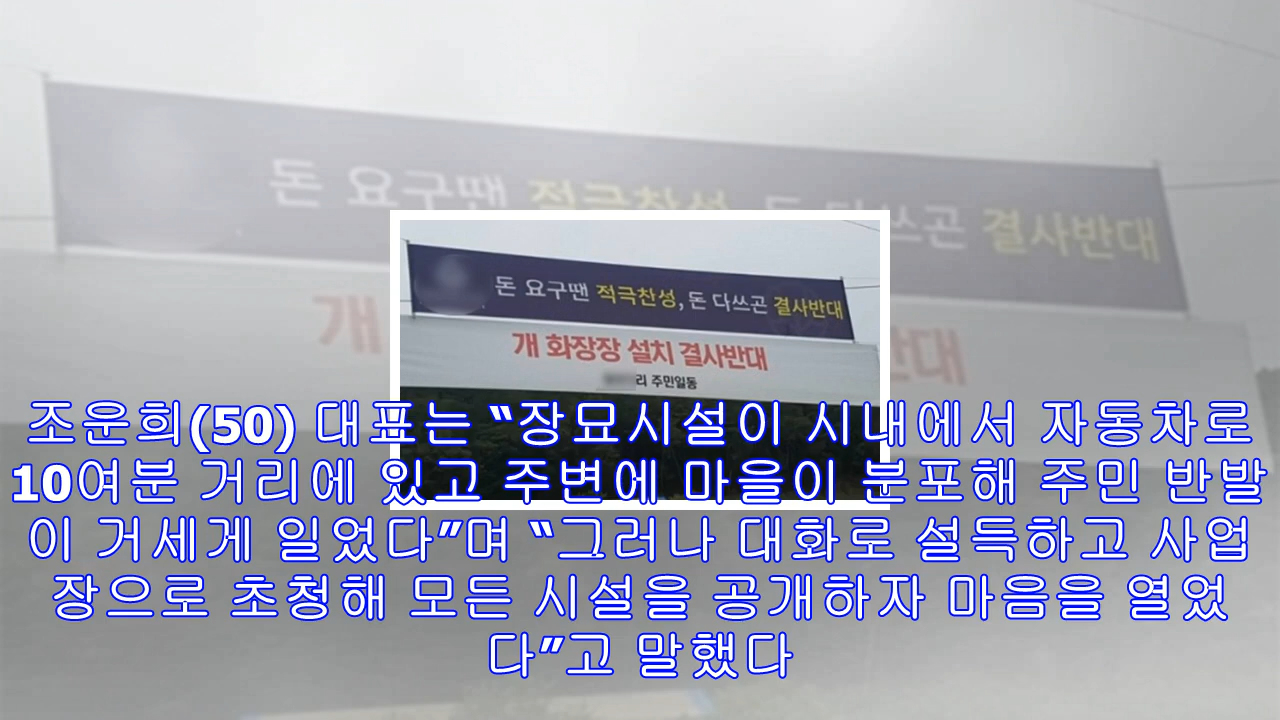 돈 요구땐 적극찬성, 돈 다쓰곤 결사반대
개 화장장 설치 결사반대
리 주민일동
조운희(50) 대표는 “장묘시설이 시내에서 자동차로
10여분 거리에 있고 주변에 마을이 분포해 주민 반발
이 거세게 일었다”며 “그러나 대화로 설득하고 사업
장으로 초청해 모든 시설을 공개하자 마음을 열었
다”고 말했다